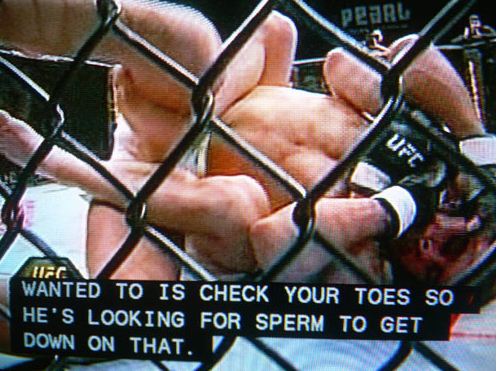 PEARL
UFC
UFC
WANTED TO IS CHECK YOUR TOES SO
HE'S LOOKING FOR SPERM TO GET
DOWN ON THAT.